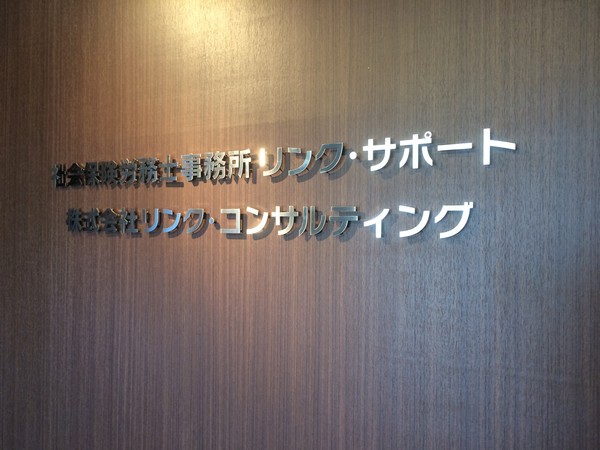 社会保険労務士事務所 リンク・サポート
株式会社リンク・コンサルティング